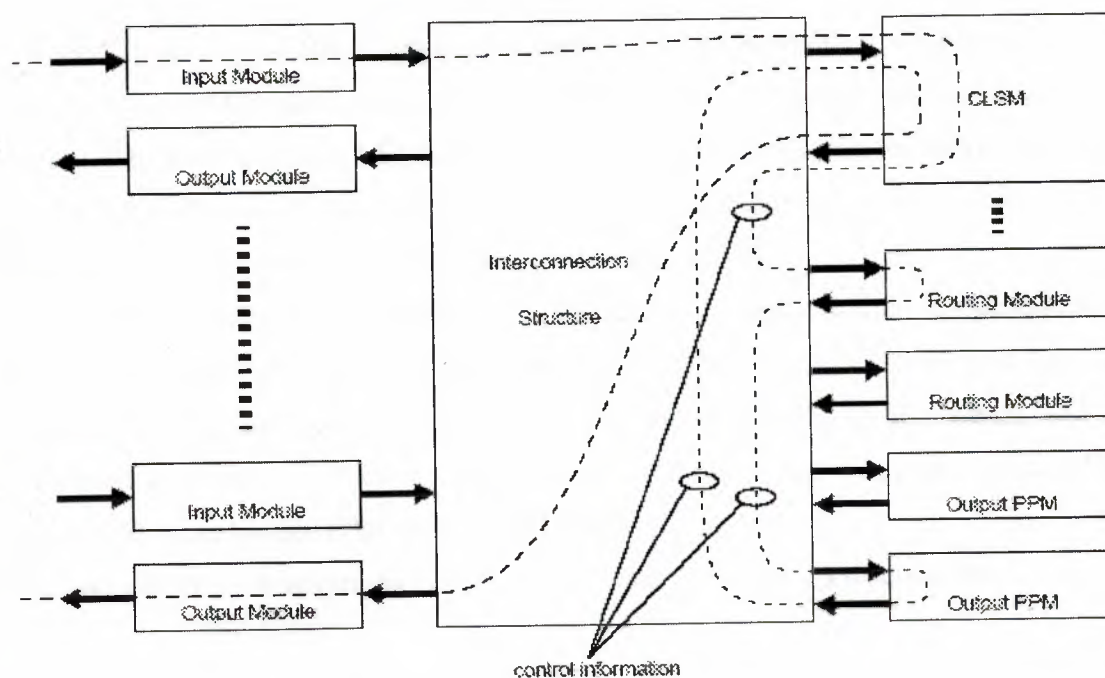 Input Module
CLSM
Output Module
Interconnection
Structure
Routing Module
Routing Module
Input Module
Output PPM
Output Module
Output PPM
control information